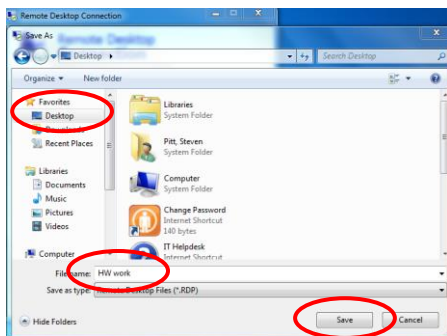 Remote Desktop Connection
Save As
Desktop
Search Desktop
Organize
New folder
Favorites
Desktop
Downloads
Recent Places
Libraries
Documents
Music
Pictures
Videos
Computer
Libraries
System Folder
Pitt, Steven
System Folder
Computer
System Folder
Change Password
Internet Shortcut
140 bytes
IT Helpdesk
Internet Shortcut
File name: HW work
Save as type: Remote Desktop Files (*.RDP)
Hide Folders
Save
Cancel